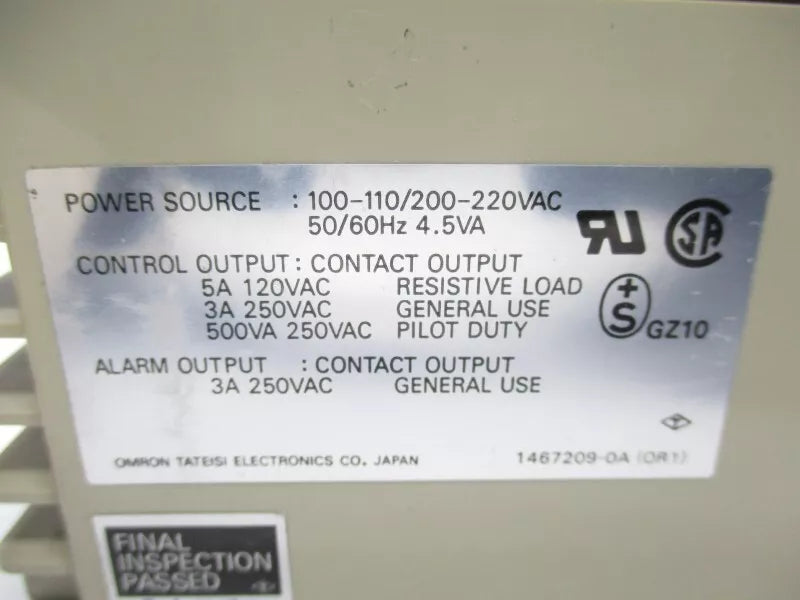 POWER SOURCE : 100-110/200-220VAC
50/60Hz 4.5VA
CONTROL OUTPUT : CONTACT OUTPUT
5A 120VAC RESISTIVE LOAD
3A 250VAC GENERAL USE
500VA 250VAC PILOT DUTY
ALARM OUTPUT : CONTACT OUTPUT
3A 250VAC GENERAL USE
RU SA
+S GZ10
OMRON TATEISI ELECTRONICS CO. JAPAN 1467209-0A (OR1)
FINAL
INSPECTION
PASSED